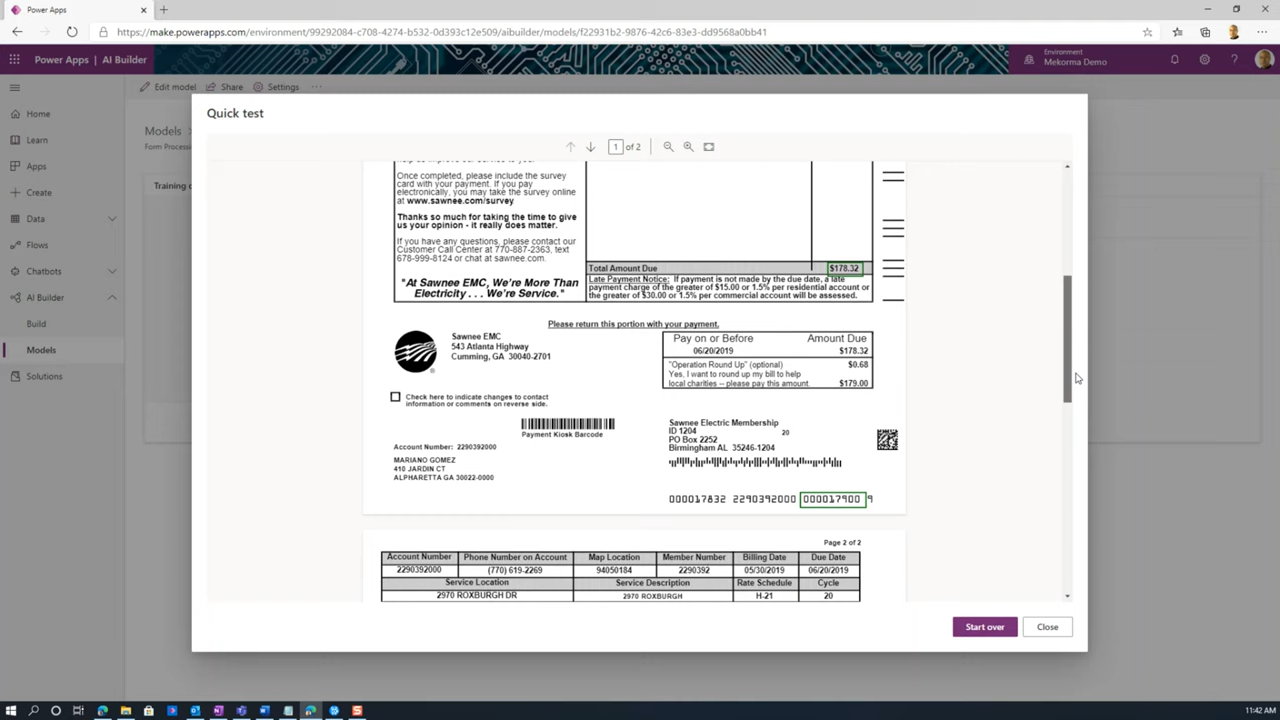 Power Apps
https://make.powerapps.com/environment/99292084-c708-4274-b532-0d393c12e509/aibuilder/models/f22931b2-9876-42c6-83e3-dd9568a0bb41
Power Apps | AI Builder
Environment
Mekorma Demo
Edit model
Share
Settings
Home
Learn
Apps
Create
Data
Flows
Chatbots
AI Builder
Build
Models
Solutions
Models
Form Process
Training
Quick test
1 of 2
help us improve our service to you.
Once completed, please include the survey
card with your payment. If you pay
electronically, you may take the survey online
at www.sawnee.com/survey
Thanks so much for taking the time to give
us your opinion - it really does matter.
If you have any questions, please contact our
Customer Call Center at 770-887-2363, text
678-999-8124 or chat at sawnee.com.
"At Sawnee EMC, We're More Than
Electricity . . . We're Service."
Total Amount Due $178.32
Late Payment Notice: If payment is not made by the due date, a late
payment charge of the greater of $15.00 or 1.5% per residential account or
the greater of $30.00 or 1.5% per commercial account will be assessed.
Please return this portion with your payment.
Sawnee EMC
543 Atlanta Highway
Cumming, GA 30040-2701
Pay on or Before Amount Due
06/20/2019 $178.32
"Operation Round Up" (optional) $0.68
Yes, I want to round up my bill to help
local charities -- please pay this amount. $179.00
Check here to indicate changes to contact
information or comments on reverse side.
Payment Kiosk Barcode
Sawnee Electric Membership
ID 1204
20
PO Box 2252
Birmingham AL 35246-1204
Account Number: 2290392000
MARIANO GOMEZ
410 JARDIN CT
ALPHARETTA GA 30022-0000
000017832 2290392000 000017900 9
Page 2 of 2
Account Number Phone Number on Account Map Location Member Number Billing Date Due Date
2290392000 (770) 619-2269 94050184 2290392 05/30/2019 06/20/2019
Service Location Service Description Rate Schedule Cycle
2970 ROXBURGH DR 2970 ROXBURGH H-21 20
Start over
Close
11:42 AM